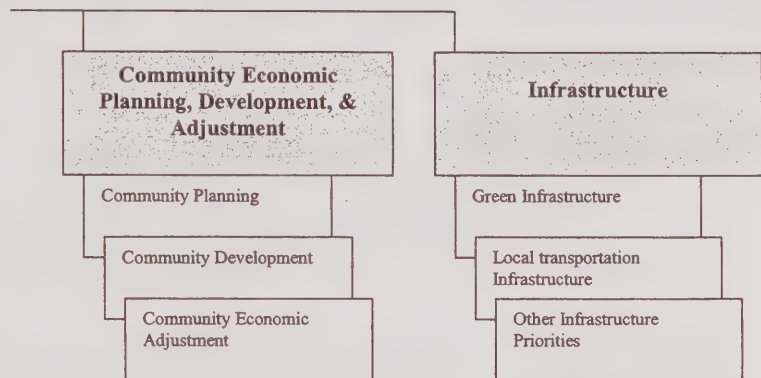 Community Economic
Planning, Development, &
Adjustment
Community Planning
Community Development
Community Economic
Adjustment
Infrastructure
Green Infrastructure
Local transportation
Infrastructure
Other Infrastructure
Priorities